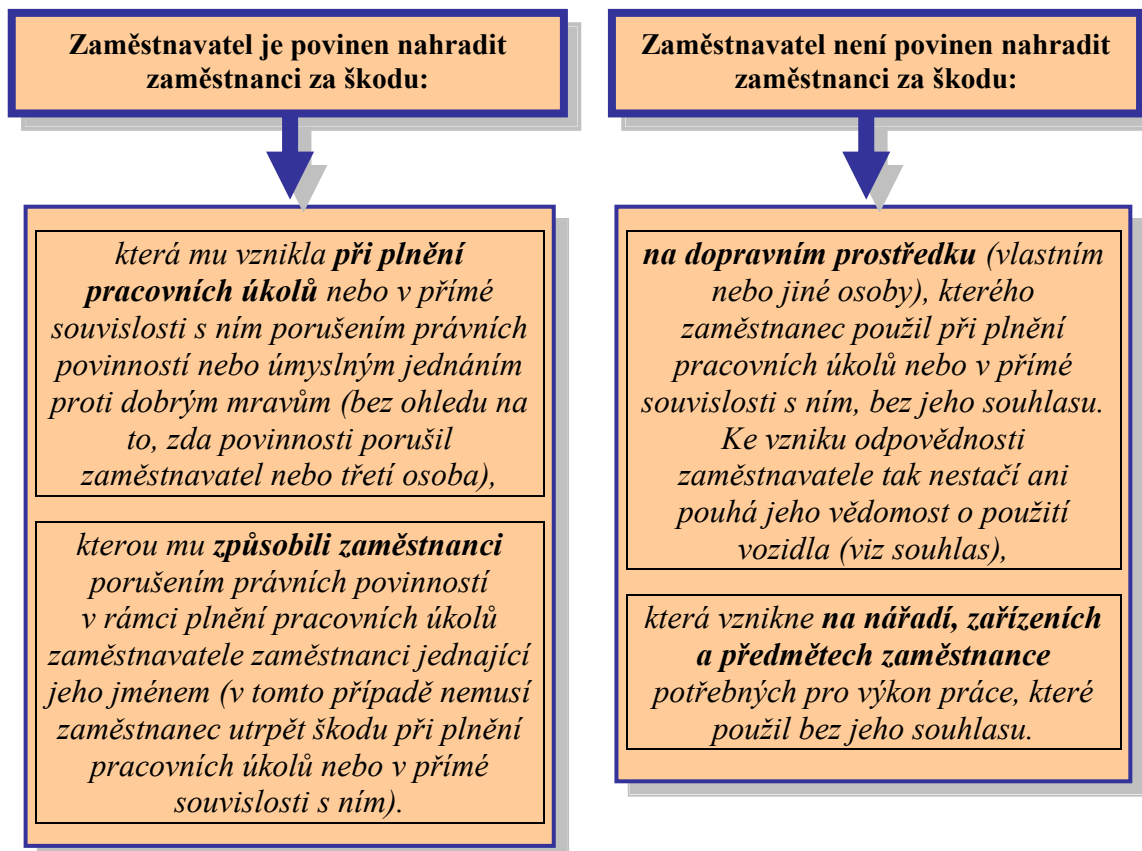 Zaměstnavatel je povinen nahradit
zaměstnanci za škodu:
která mu vznikla při plnění
pracovních úkolů nebo v přímé
souvislosti s ním porušením právních
povinností nebo úmyslným jednáním
proti dobrým mravům (bez ohledu na
to, zda povinnosti porušil
zaměstnavatel nebo třetí osoba),
kterou mu způsobili zaměstnanci
porušením právních povinností
v rámci plnění pracovních úkolů
zaměstnavatele zaměstnanci jednající
jeho jménem (v tomto případě nemusí
zaměstnanec utrpět škodu při plnění
pracovních úkolů nebo v přímé
souvislosti s ním).
Zaměstnavatel není povinen nahradit
zaměstnanci za škodu:
na dopravním prostředku (vlastním
nebo jiné osoby), kterého
zaměstnanec použil při plnění
pracovních úkolů nebo v přímé
souvislosti s ním, bez jeho souhlasu.
Ke vzniku odpovědnosti
zaměstnavatele tak nestačí ani
pouhá jeho vědomost o použití
vozidla (viz souhlas),
která vznikne na nářadí, zařízeních
a předmětech zaměstnance
potřebných pro výkon práce, které
použil bez jeho souhlasu.